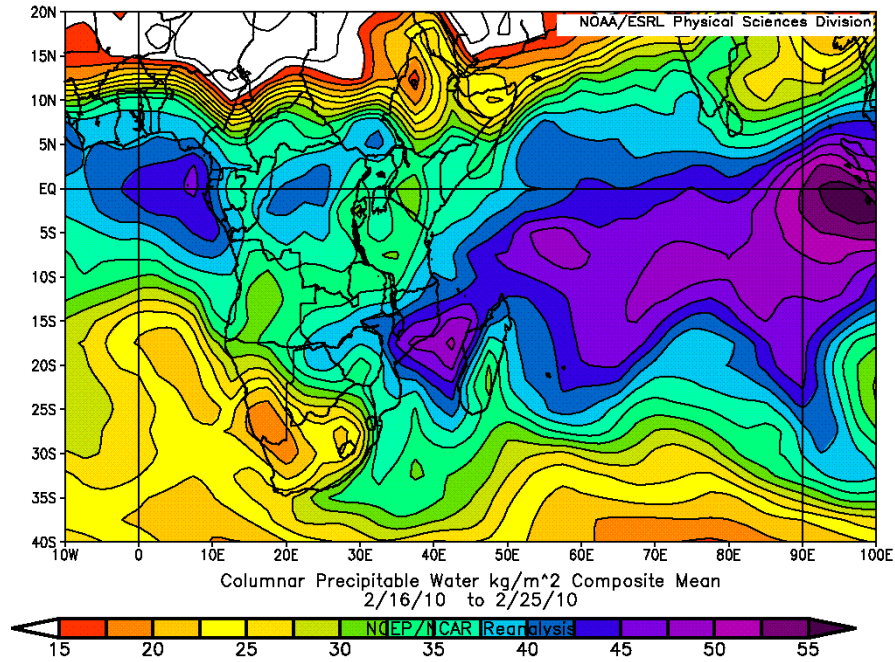 NOAA/ESRL Physical Sciences Division
20N
15N
10N
5N
EQ
5S
10S
15S
20S
25S
30S
35S
40S
10W 0 10E 20E 30E 40E 50E 60E 70E 80E 90E 100E
Columnar Precipitable Water kg/m^2 Composite Mean
2/16/10 to 2/25/10
NCEP/NCAR Reanalysis
15 20 25 30 35 40 45 50 55